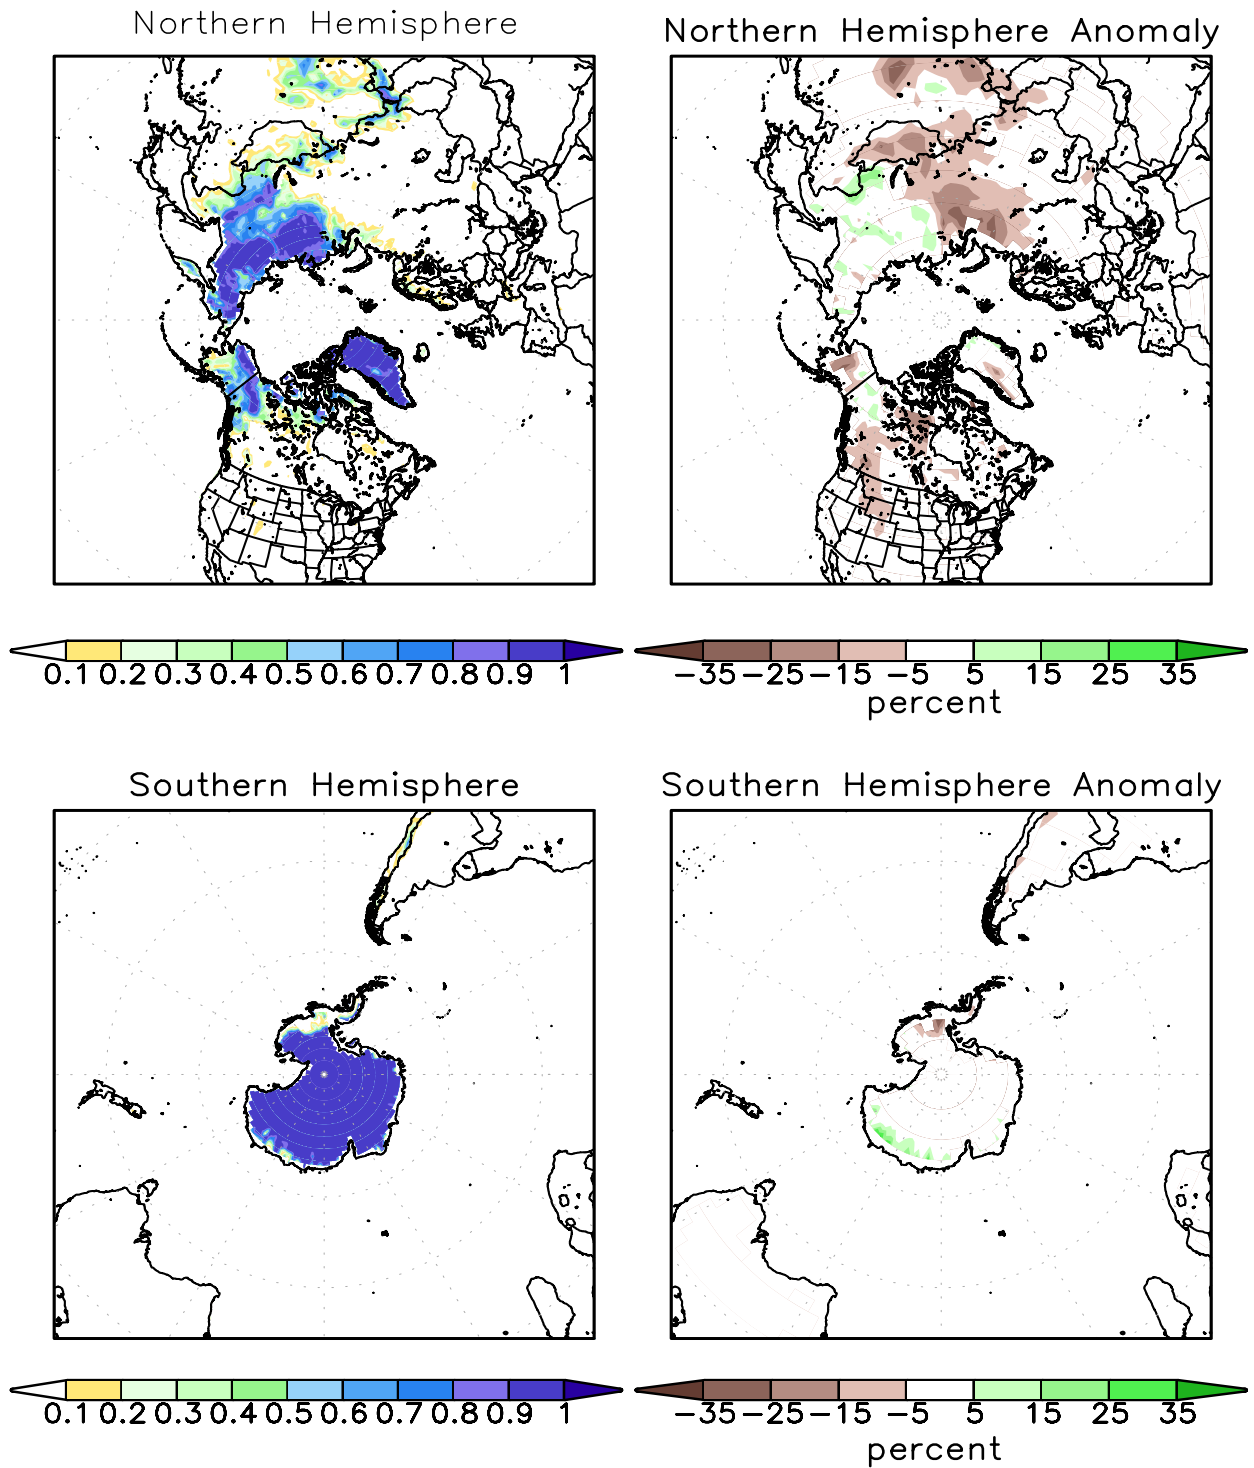 Northern Hemisphere
Northern Hemisphere Anomaly
0.1 0.2 0.3 0.4 0.5 0.6 0.7 0.8 0.9 1
-35 -25 -15 -5 5 15 25 35
percent
Southern Hemisphere
Southern Hemisphere Anomaly
0.1 0.2 0.3 0.4 0.5 0.6 0.7 0.8 0.9 1
-35 -25 -15 -5 5 15 25 35
percent